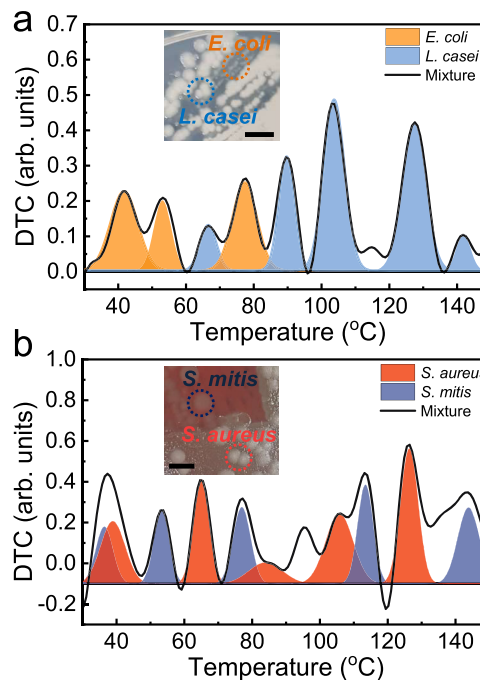 a
0.7
0.6
0.5
0.4
0.3
0.2
0.1
0.0
DTC (arb. units)
E. coli
L. casei
E. coli
L. casei
Mixture
40 60 80 100 120 140
Temperature (°C)
b
1.0
0.8
0.6
0.4
0.2
0.0
-0.2
DTC (arb. units)
S. mitis
S. aureus
S. aureus
S. mitis
Mixture
40 60 80 100 120 140
Temperature (°C)